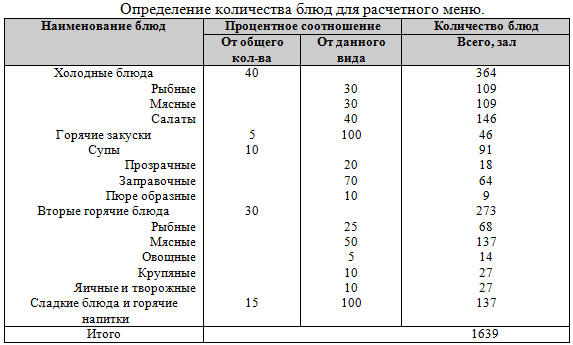 Определение количества блюд для расчетного меню.
Наименование блюд Процентное соотношение Количество блюд
От общего кол-ва От данного вида Всего, зал
Холодные блюда 40 364
Рыбные 30 109
Мясные 30 109
Салаты 40 146
Горячие закуски 5 100 46
Супы 10 91
Прозрачные 20 18
Заправочные 70 64
Пюре образные 10 9
Вторые горячие блюда 30 273
Рыбные 25 68
Мясные 50 137
Овощные 5 14
Крупяные 10 27
Яичные и творожные 10 27
Сладкие блюда и горячие напитки 15 100 137
Итого 1639